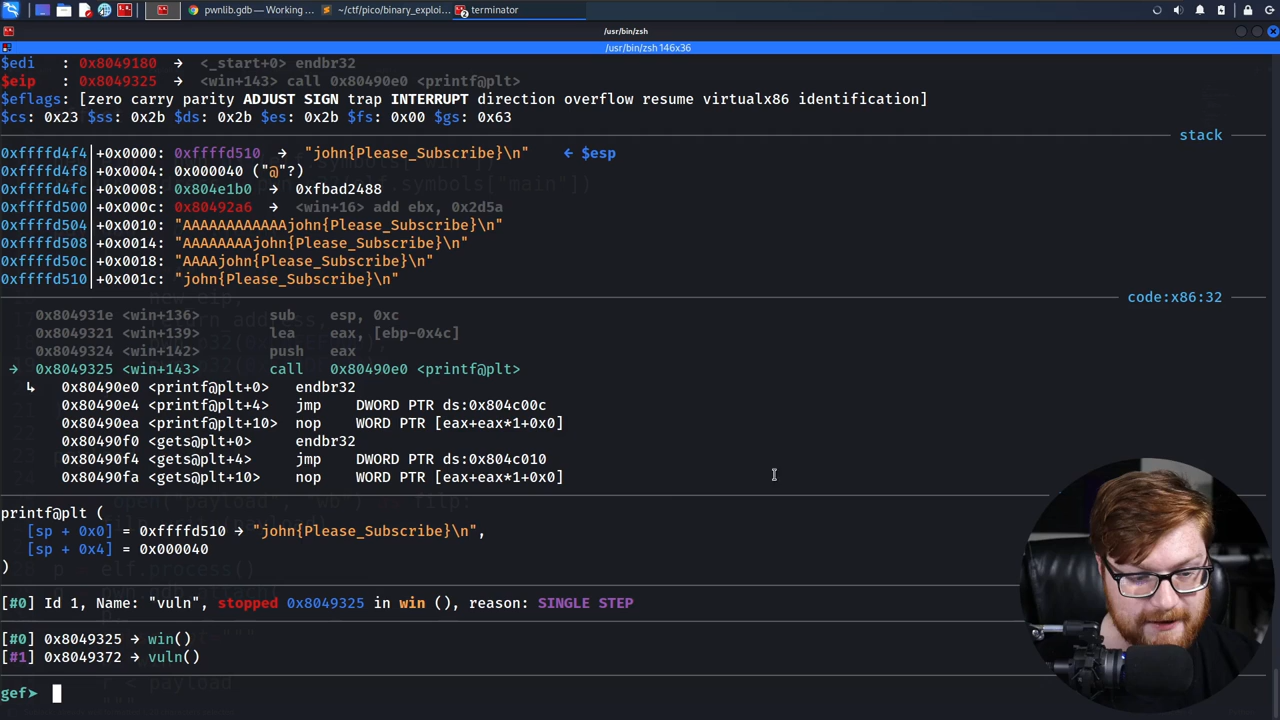 pwnlib.gdb — Working ...
~/ctf/pico/binary_exploi...
2
terminator
/usr/bin/zsh
/usr/bin/zsh 146x36
$edi : 0x8049180 → <_start+0> endbr32
$eip : 0x8049325 → <win+143> call 0x80490e0 <printf@plt>
$eflags: [zero carry parity ADJUST SIGN trap INTERRUPT direction overflow resume virtualx86 identification]
$cs: 0x23 $ss: 0x2b $ds: 0x2b $es: 0x2b $fs: 0x00 $gs: 0x63
stack
0xffffd4f4│+0x0000: 0xffffd510 → "john{Please_Subscribe}\n" ← $esp
0xffffd4f8│+0x0004: 0x000040 ("@"?)
0xffffd4fc│+0x0008: 0x804e1b0 → 0xfbad2488
0xffffd500│+0x000c: 0x80492a6 → <win+16> add ebx, 0x2d5a
0xffffd504│+0x0010: "AAAAAAAAAAAAjohn{Please_Subscribe}\n"
0xffffd508│+0x0014: "AAAAAAAAjohn{Please_Subscribe}\n"
0xffffd50c│+0x0018: "AAAAjohn{Please_Subscribe}\n"
0xffffd510│+0x001c: "john{Please_Subscribe}\n"
code:x86:32
0x804931e <win+136> sub esp, 0xc
0x8049321 <win+139> lea eax, [ebp-0x4c]
0x8049324 <win+142> push eax
→ 0x8049325 <win+143> call 0x80490e0 <printf@plt>
↳ 0x80490e0 <printf@plt+0> endbr32
0x80490e4 <printf@plt+4> jmp DWORD PTR ds:0x804c00c
0x80490ea <printf@plt+10> nop WORD PTR [eax+eax*1+0x0]
0x80490f0 <gets@plt+0> endbr32
0x80490f4 <gets@plt+4> jmp DWORD PTR ds:0x804c010
0x80490fa <gets@plt+10> nop WORD PTR [eax+eax*1+0x0]
printf@plt (
[sp + 0x0] = 0xffffd510 → "john{Please_Subscribe}\n",
[sp + 0x4] = 0x000040
)
[#0] Id 1, Name: "vuln", stopped 0x8049325 in win (), reason: SINGLE STEP
[#0] 0x8049325 → win()
[#1] 0x8049372 → vuln()
r < payload
gef➤